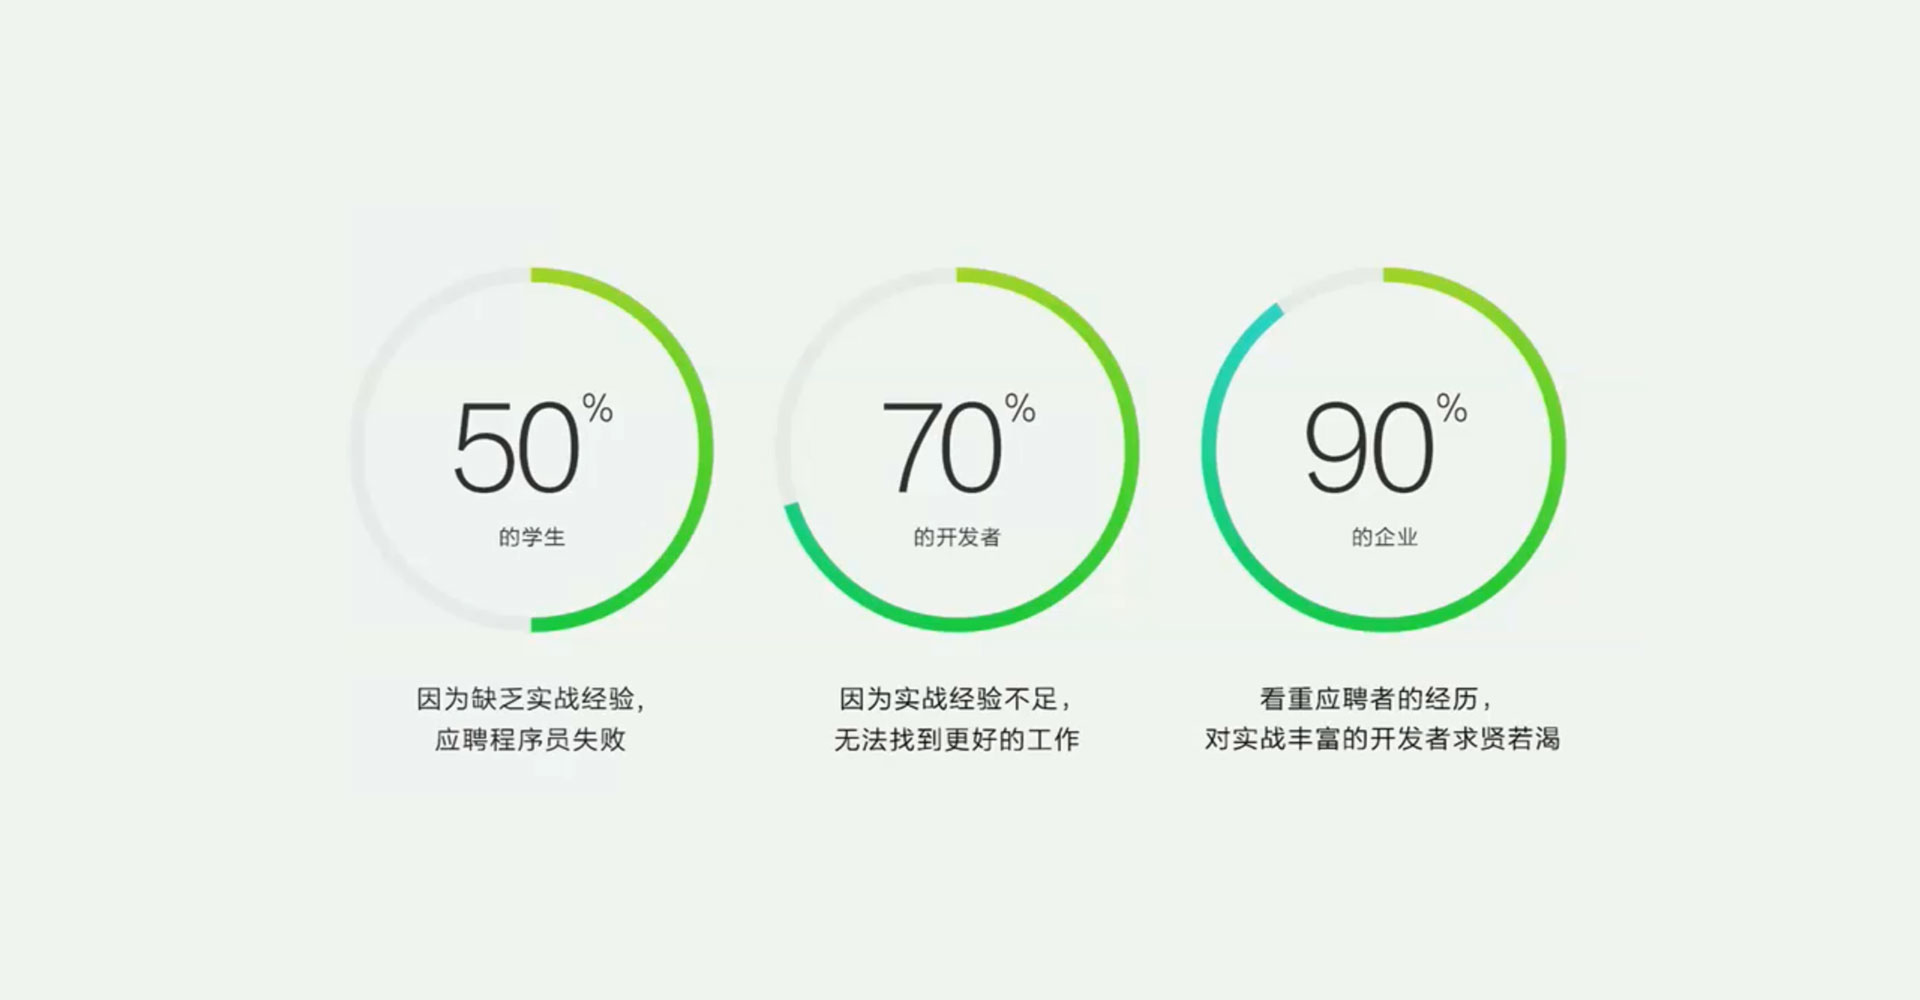 50%
的学生
因为缺乏实战经验，
应聘程序员失败
70%
的开发者
因为实战经验不足，
无法找到更好的工作
90%
的企业
看重应聘者的经历，
对实战丰富的开发者求贤若渴